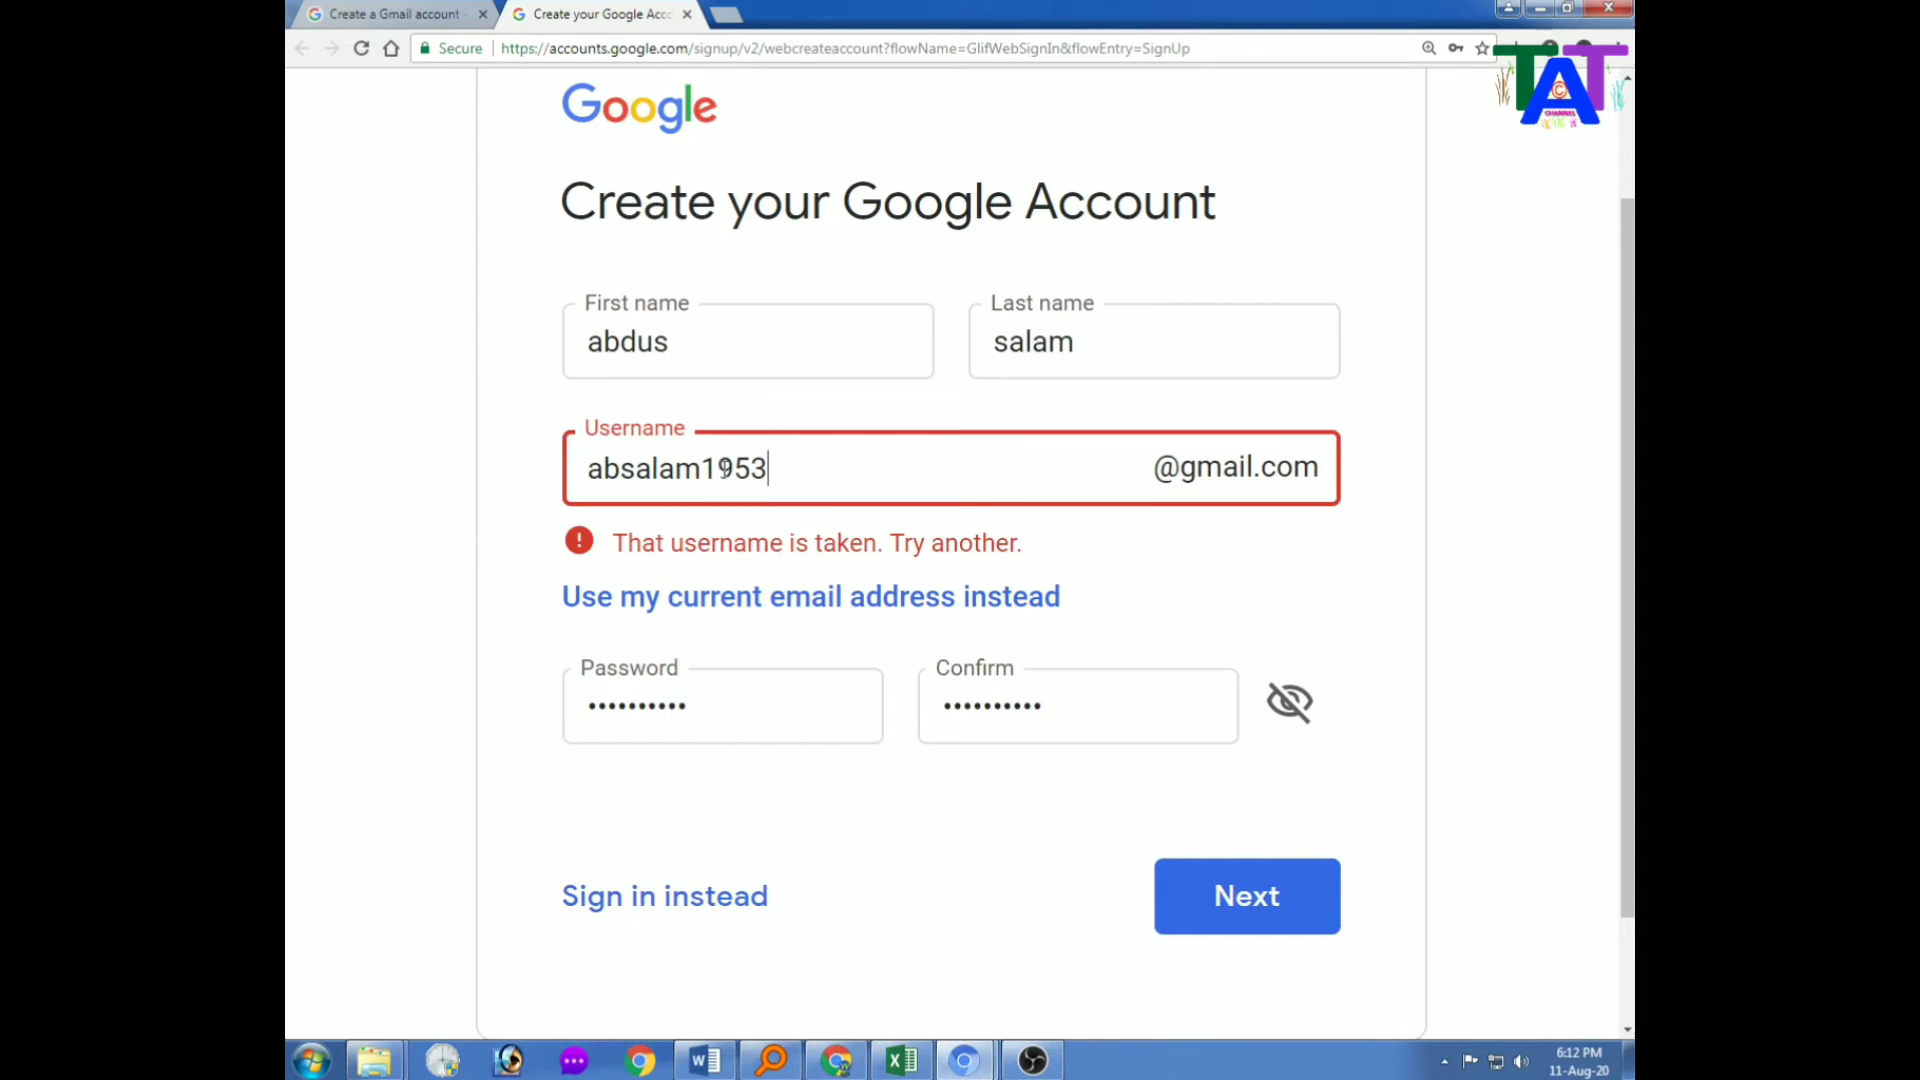 Create a Gmail account
Create your Google Acc
Secure
https://accounts.google.com/signup/v2/webcreateaccount?flowName=GlifWebSignIn&flowEntry=SignUp
TAT
©
CHANNEL
Google
Create your Google Account
First name
abdus
Last name
salam
Username
absalam1953
@gmail.com
That username is taken. Try another.
Use my current email address instead
Password
••••••••••
Confirm
••••••••••
Sign in instead
Next
6:12 PM
11-Aug-20